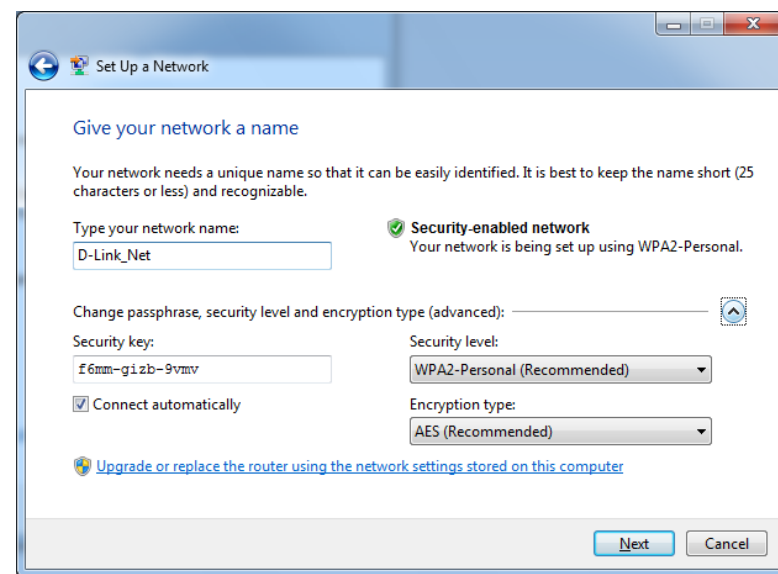 Set Up a Network
Give your network a name
Your network needs a unique name so that it can be easily identified. It is best to keep the name short (25
characters or less) and recognizable.
Type your network name:
D-Link_Net
Security-enabled network
Your network is being set up using WPA2-Personal.
Change passphrase, security level and encryption type (advanced):
Security key:
f6mm-gizb-9vmv
Security level:
WPA2-Personal (Recommended)
Connect automatically
Encryption type:
AES (Recommended)
Upgrade or replace the router using the network settings stored on this computer
Next
Cancel